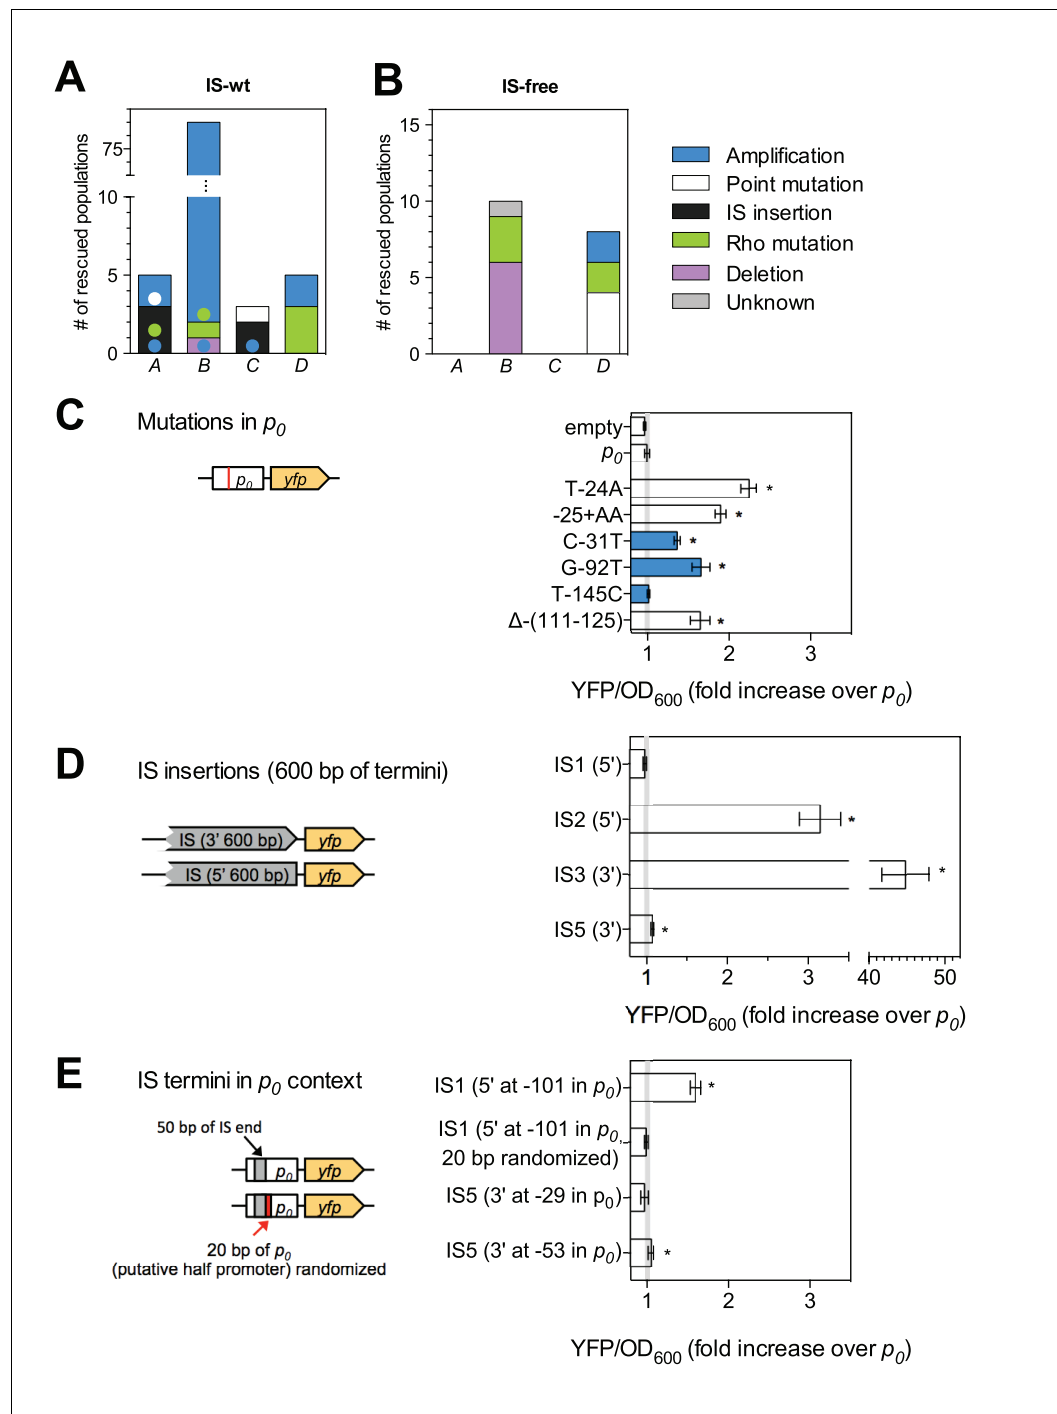 A
IS-wt
# of rescued populations
75
10
5
0
A B C D
B
IS-free
# of rescued populations
15
10
5
0
A B C D
Amplification
Point mutation
IS insertion
Rho mutation
Deletion
Unknown
C
Mutations in p0
p0 yfp
empty
p0
T-24A *
-25+AA *
C-31T *
G-92T *
T-145C
Δ-(111-125) *
1 2 3
YFP/OD600 (fold increase over p0)
D
IS insertions (600 bp of termini)
IS (3' 600 bp) yfp
IS (5' 600 bp) yfp
IS1 (5')
IS2 (5') *
IS3 (3') *
IS5 (3') *
1 2 3 40 50
YFP/OD600 (fold increase over p0)
E
IS termini in p0 context
50 bp of IS end
p0 yfp
p0 yfp
20 bp of p0
(putative half promoter) randomized
IS1 (5' at -101 in p0) *
IS1 (5' at -101 in p0,
20 bp randomized)
IS5 (3' at -29 in p0)
IS5 (3' at -53 in p0) *
1 2 3
YFP/OD600 (fold increase over p0)